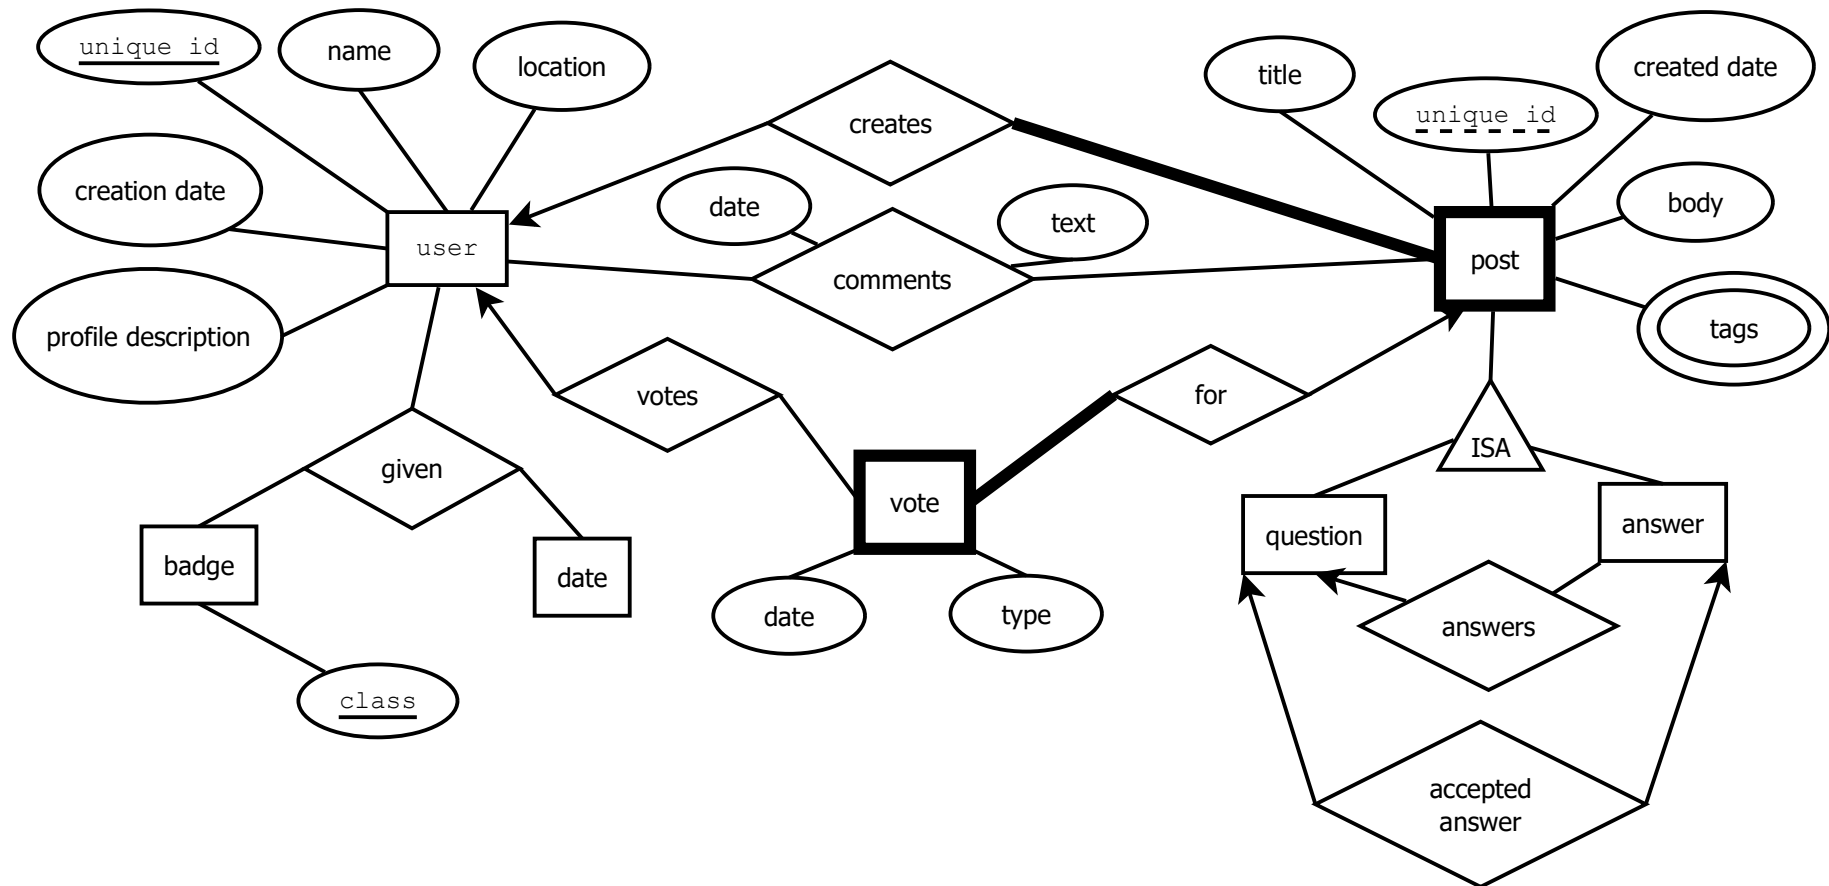 unique id
name
location
creates
title
unique id
created date
creation date
date
text
body
user
comments
post
profile description
tags
votes
for
given
ISA
vote
question
answer
badge
date
date
type
answers
class
accepted
answer